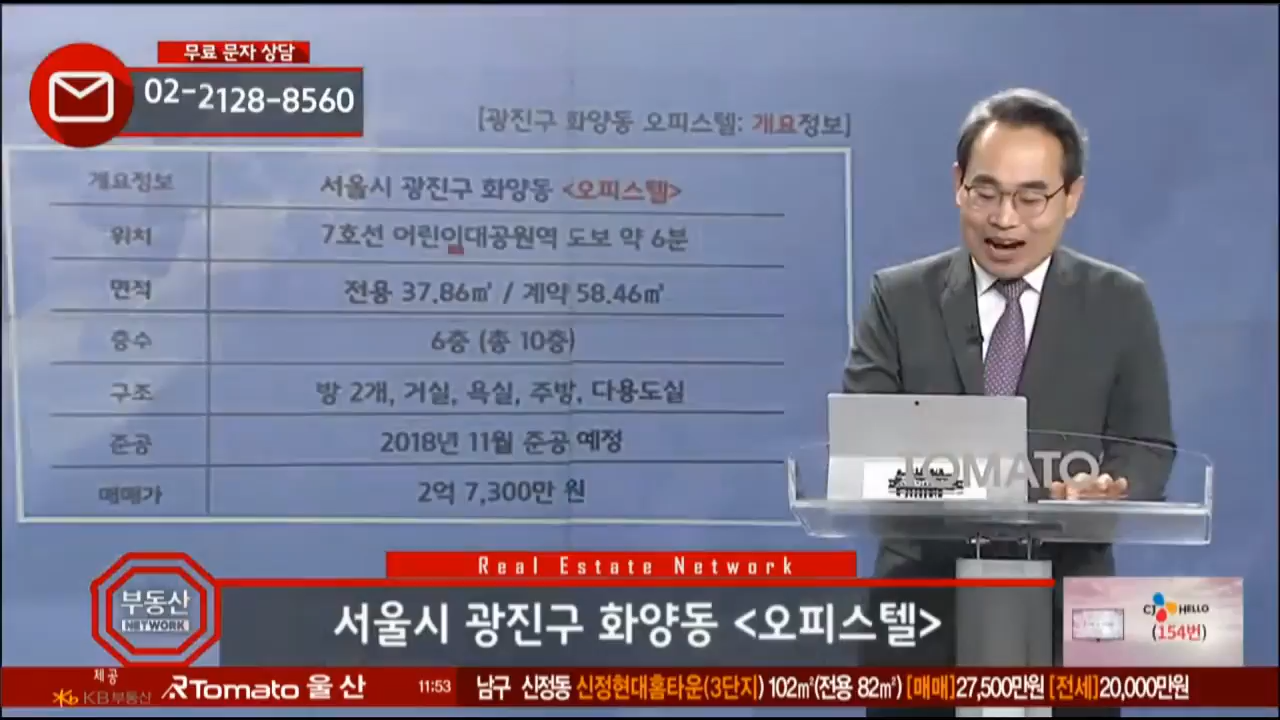 무료 문자 상담
02-2128-8560
[광진구 화양동 오피스텔: 개요정보]
개요정보 서울시 광진구 화양동 <오피스텔>
위치 7호선 어린이대공원역 도보 약 6분
면적 전용 37.86㎡ / 계약 58.46㎡
층수 6층 (총 10층)
구조 방 2개, 거실, 욕실, 주방, 다용도실
준공 2018년 11월 준공 예정
매매가 2억 7,300만 원
TOMATO
Real Estate Network
부동산
NETWORK
서울시 광진구 화양동 <오피스텔>
CJ HELLO
(154번)
제공
KB부동산
RTomato 울산 11:53 남구 신정동 신정현대홈타운(3단지) 102㎡(전용 82㎡) [매매]27,500만원 [전세]20,000만원